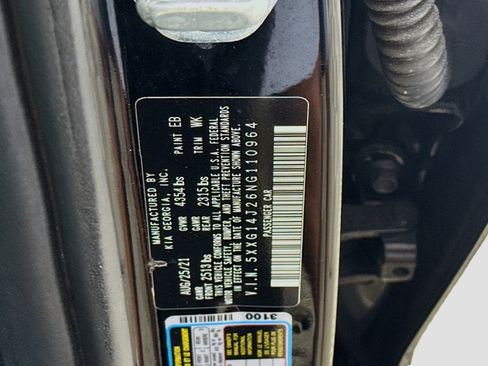 MANUFACTURED BY
KIA GEORGIA, INC.
AUG/25/21 GVWR 4354 lbs PAINT EB
GAWR FRONT 2513 lbs GAWR REAR 2315 lbs TRIM WK
THIS VEHICLE CONFORMS TO ALL APPLICABLE U.S.A. FEDERAL
MOTOR VEHICLE SAFETY, BUMPER, AND THEFT PREVENTION STANDARDS
IN EFFECT ON THE DATE OF MANUFACTURE SHOWN ABOVE.
V.I.N. 5XXG14J26NG110964
PASSENGER CAR
3100